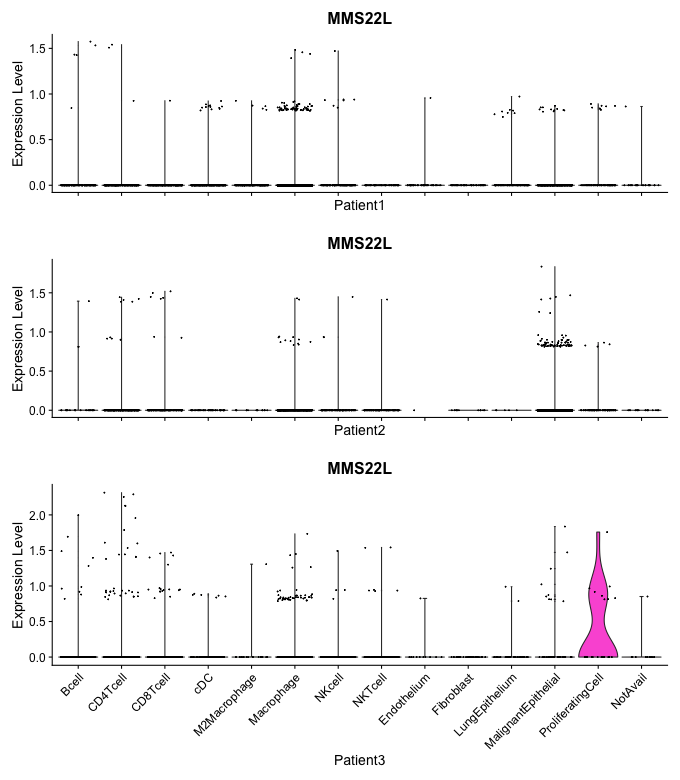 MMS22L
Expression Level
1.5
1.0
0.5
0.0
Patient1
MMS22L
Expression Level
1.5
1.0
0.5
0.0
Patient2
MMS22L
Expression Level
2.0
1.5
1.0
0.5
0.0
Bcell
CD4Tcell
CD8Tcell
cDC
M2Macrophage
Macrophage
NKcell
NKTcell
Endothelium
Fibroblast
LungEpithelium
MalignantEpithelial
ProliferatingCell
NotAvail
Patient3